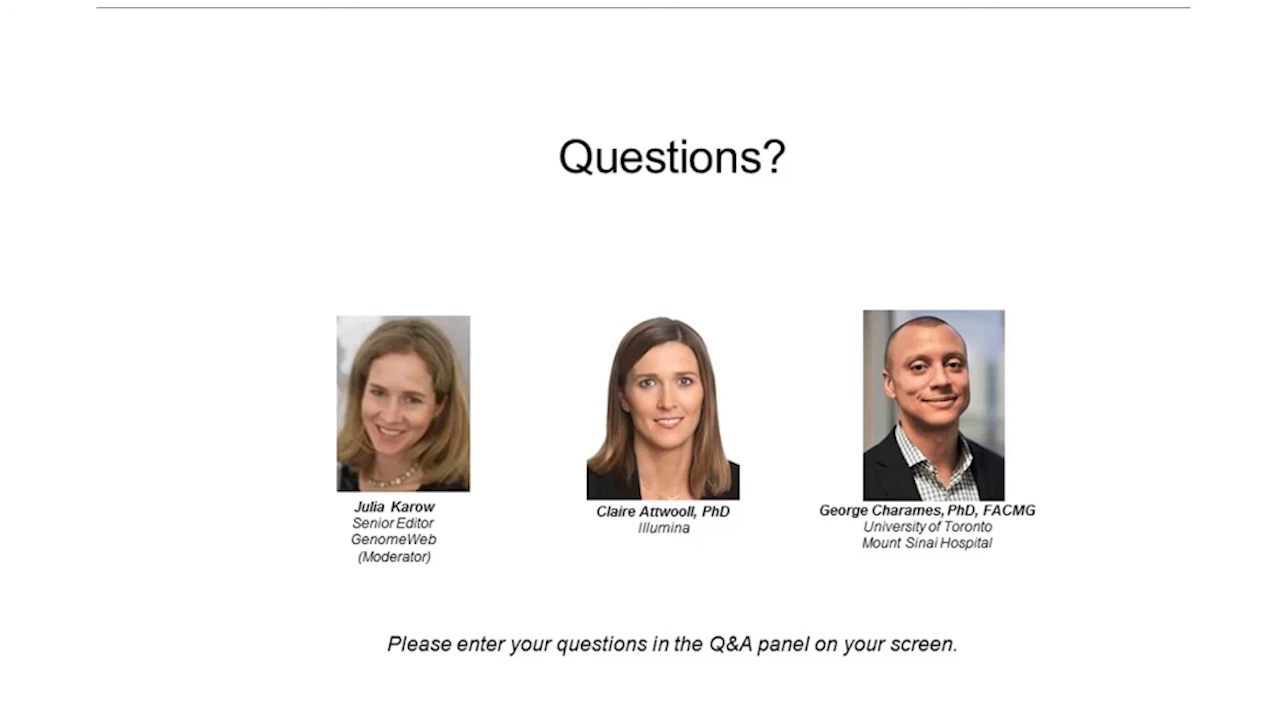 Questions?
Julia Karow
Senior Editor
GenomeWeb
(Moderator)
Claire Attwooll, PhD
Illumina
George Charames, PhD, FACMG
University of Toronto
Mount Sinai Hospital
Please enter your questions in the Q&A panel on your screen.